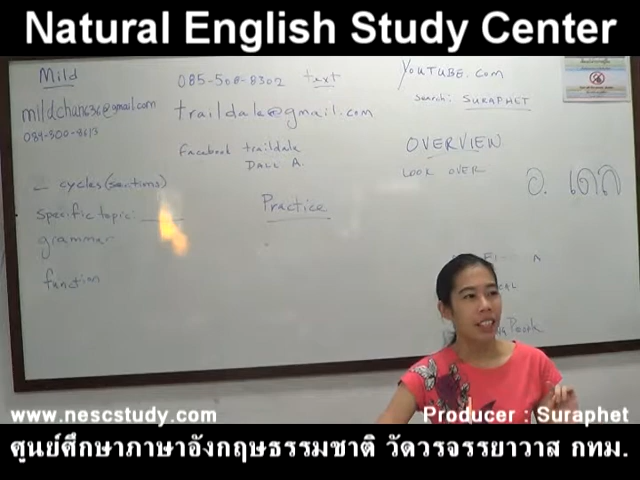 Natural English Study Center
Mild
mildchan636@gmail.com
084-300-8613
085-508-8302 text
traildale@gmail.com
Facebook traildale
DALL A.
YOUTUBE.com
Search: SURAPHET
OVERVIEW
LOOK OVER
อ. เดล
cycles (sections)
specific topic:
grammar
function
Practice
www.nescstudy.com
Producer : Suraphet
ศูนย์ศึกษาภาษาอังกฤษธรรมชาติ วัดวรจรรยาวาส กทม.